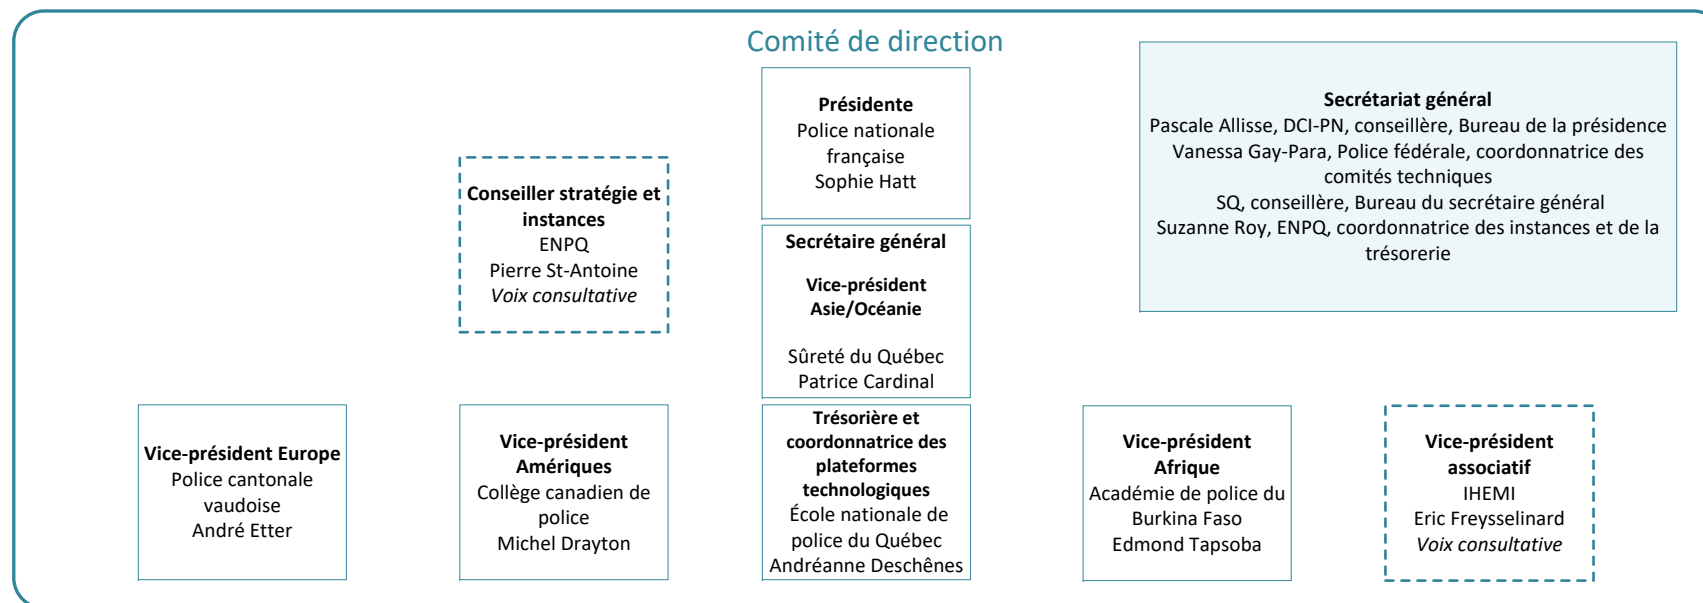 Comité de direction
Présidente
Police nationale
française
Sophie Hatt
Secrétariat général
Pascale Allisse, DCI-PN, conseillère, Bureau de la présidence
Vanessa Gay-Para, Police fédérale, coordonnatrice des
comités techniques
SQ, conseillère, Bureau du secrétaire général
Suzanne Roy, ENPQ, coordonnatrice des instances et de la
trésorerie
Conseiller stratégie et
instances
ENPQ
Pierre St-Antoine
Voix consultative
Secrétaire général
Vice-président
Asie/Océanie
Sûreté du Québec
Patrice Cardinal
Vice-président Europe
Police cantonale
vaudoise
André Etter
Vice-président
Amériques
Collège canadien de
police
Michel Drayton
Trésorière et
coordonnatrice des
plateformes
technologiques
École nationale de
police du Québec
Andréanne Deschênes
Vice-président
Afrique
Académie de police du
Burkina Faso
Edmond Tapsoba
Vice-président
associatif
IHEMI
Eric Freysselinard
Voix consultative